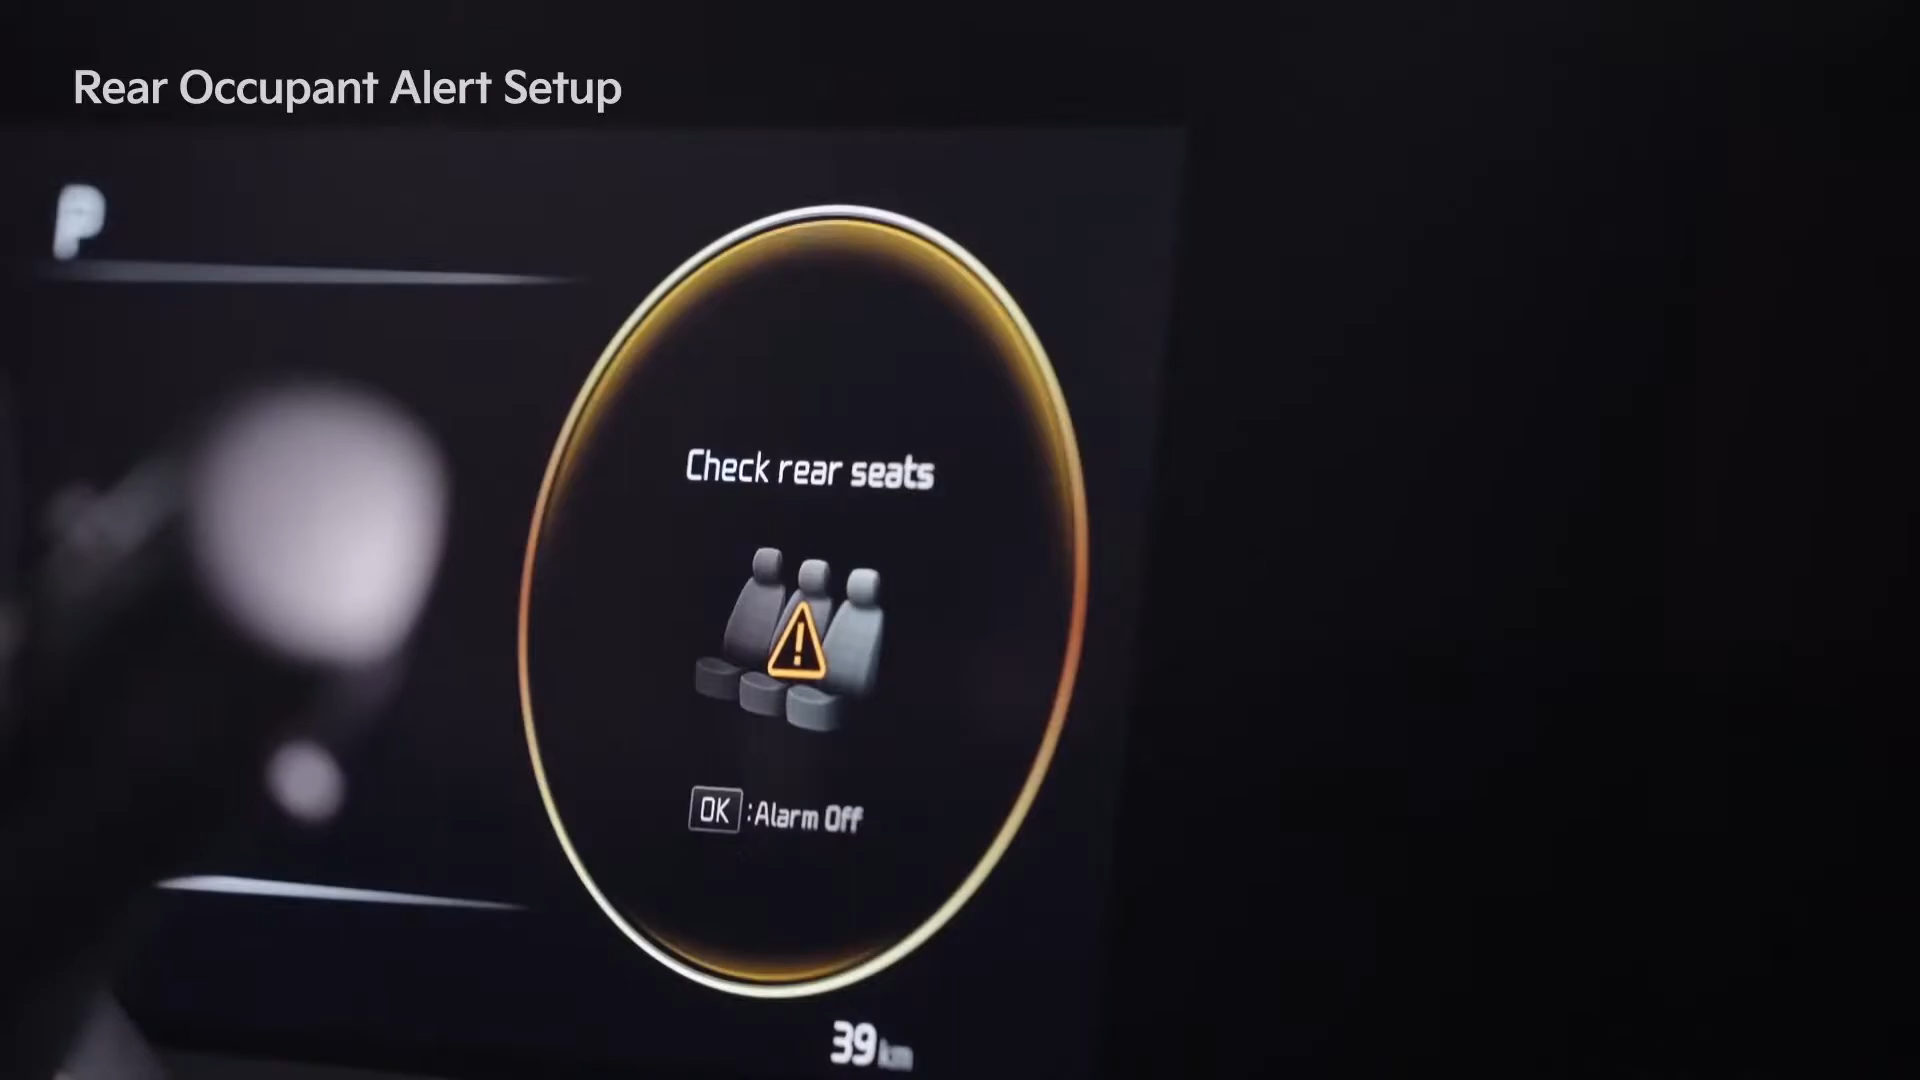 Rear Occupant Alert Setup
P
Check rear seats
OK : Alarm Off
39 km